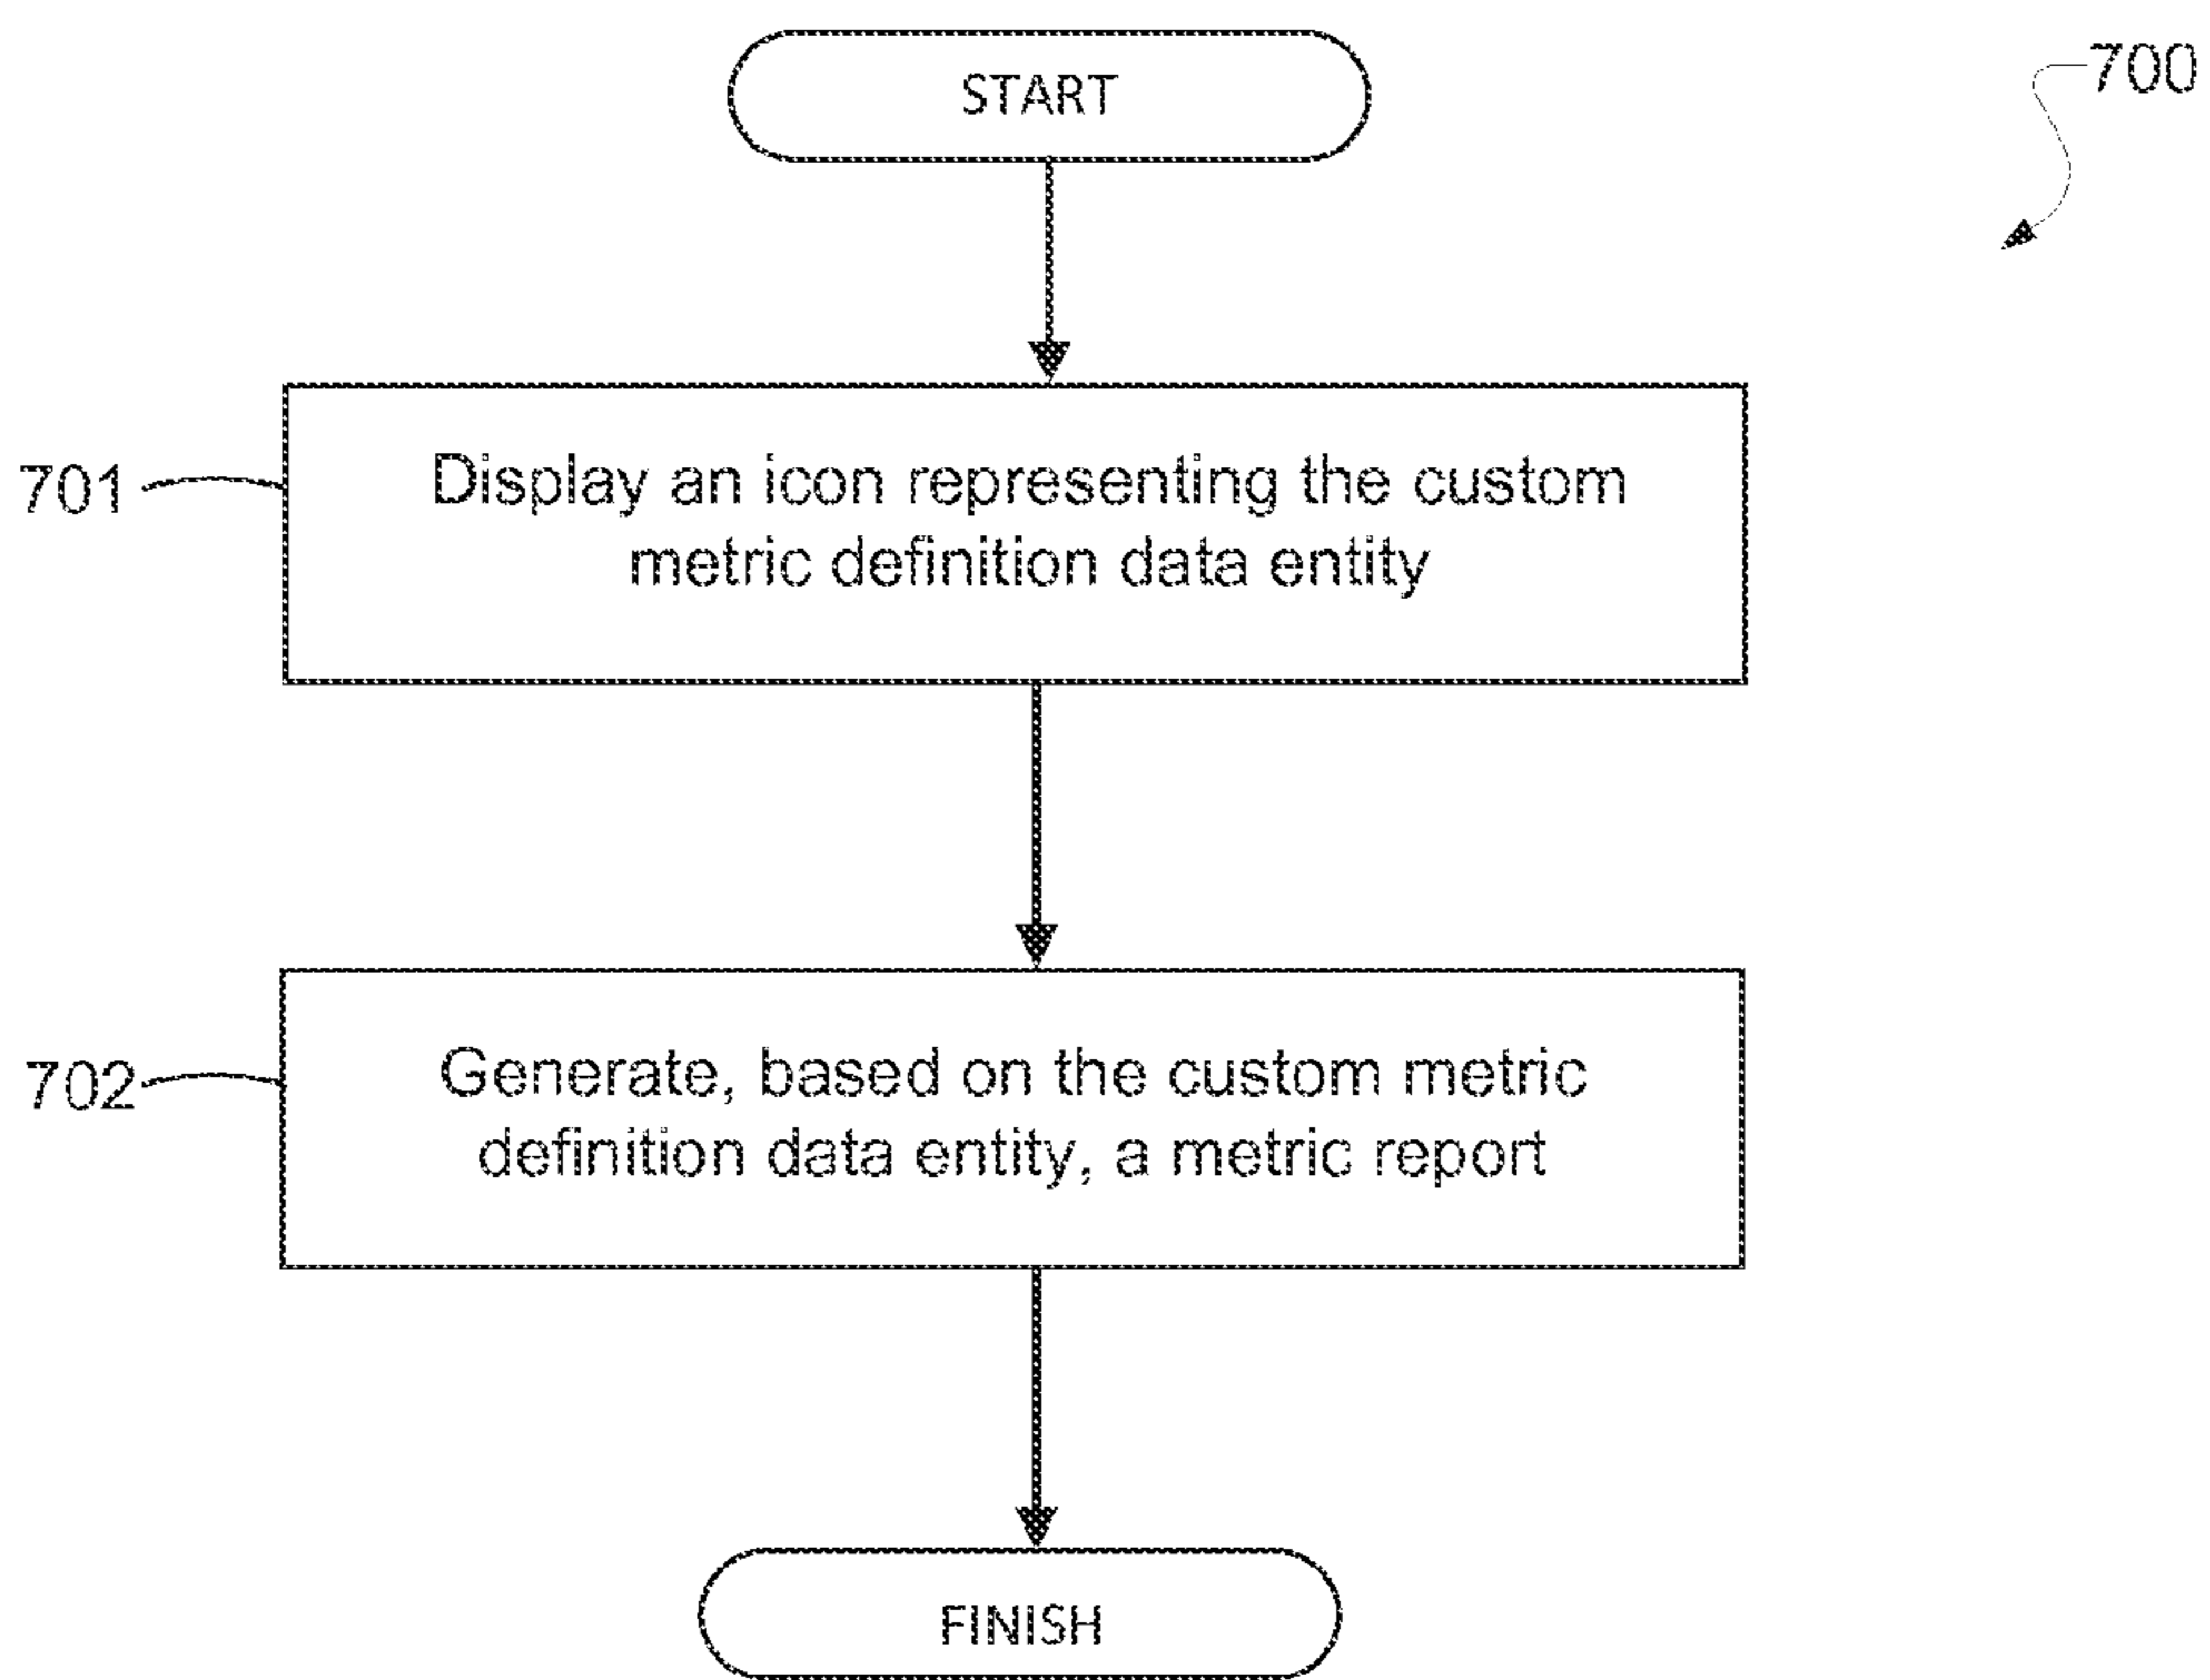 START
700
701
Display an icon representing the custom
metric definition data entity
702
Generate, based on the custom metric
definition data entity, a metric report
FINISH